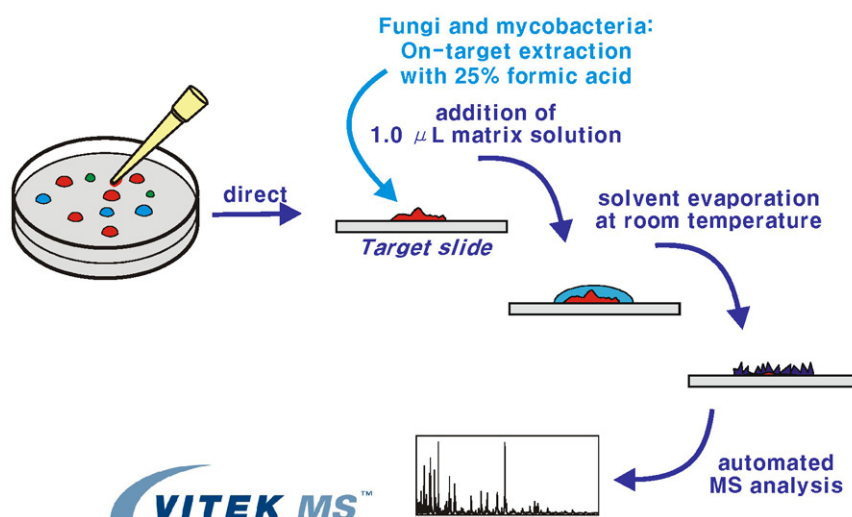 Fungi and mycobacteria:
On-target extraction
with 25% formic acid
addition of
1.0 μL matrix solution
direct
solvent evaporation
at room temperature
Target slide
automated
MS analysis
VITEK MS™